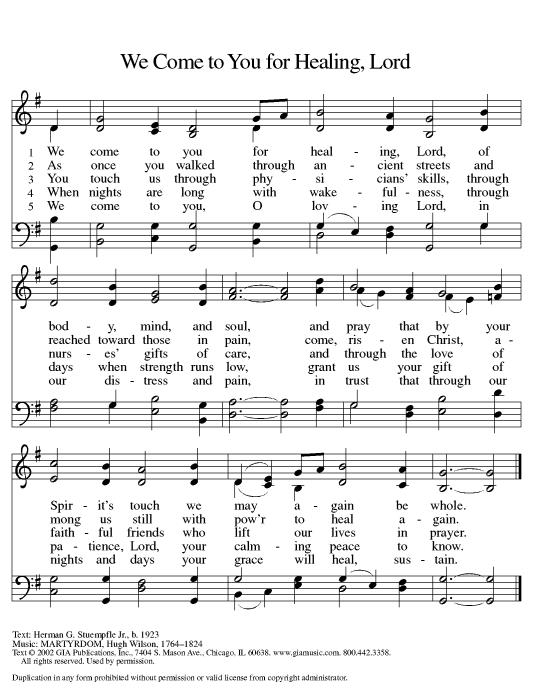 We Come to You for Healing, Lord
1 We come to you for heal - ing, Lord, of
2 As once you walked through an - cient streets and
3 You touch us through phy - si - cians' skills, through
4 When nights are long with wake - ful - ness, through
5 We come to you, O lov - ing Lord, in
bod - y, mind, and soul, and pray that by your
reached toward those in pain, come, ris - en Christ, a -
nurs - es' gifts of care, and through the love of
days when strength runs low, grant us your gift of
our dis - tress and pain, in trust that through our
Spir - it's touch we may a - gain be whole.
mong us still with pow'r to heal a - gain.
faith - ful friends who lift our lives in prayer.
pa - tience, Lord, your calm - ing peace to know.
nights and days your grace will heal, sus - tain.
Text: Herman G. Stuempfle Jr., b. 1923
Music: MARTYRDOM, Hugh Wilson, 1764–1824
Text © 2002 GIA Publications, Inc., 7404 S. Mason Ave., Chicago, IL 60638. www.giamusic.com. 800.442.3358.
All rights reserved. Used by permission.
Duplication in any form prohibited without permission or valid license from copyright administrator.